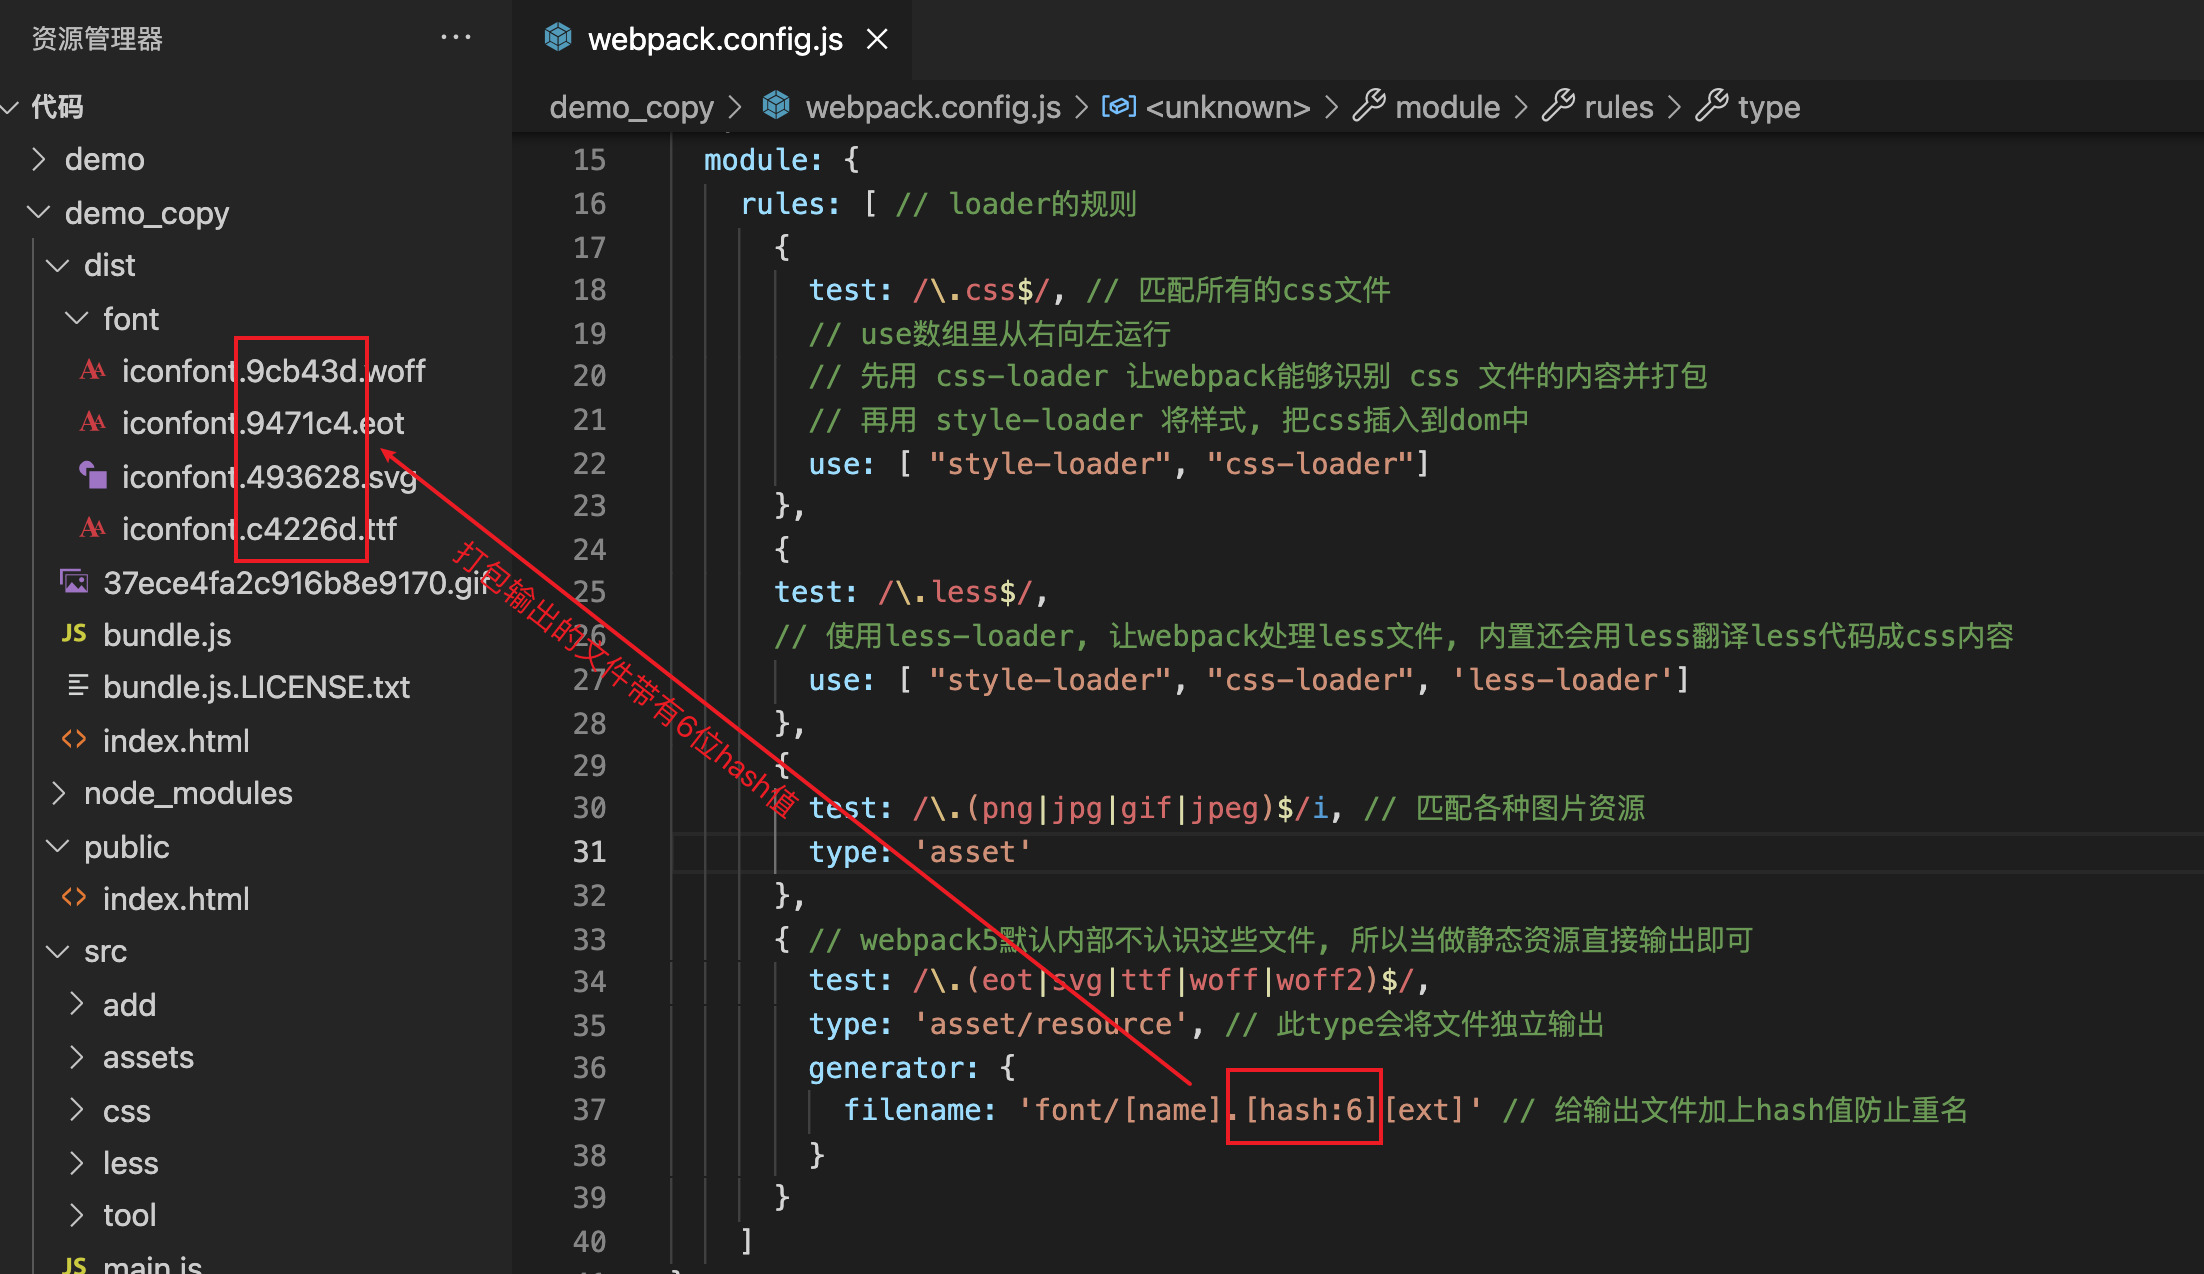 资源管理器
···
代码
demo
demo_copy
dist
font
iconfont.9cb43d.woff
iconfont.9471c4.eot
iconfont.493628.svg
iconfont.c4226d.ttf
37ece4fa2c916b8e9170.gif
JS bundle.js
bundle.js.LICENSE.txt
<> index.html
node_modules
public
<> index.html
src
add
assets
css
less
tool
JS main.js
webpack.config.js
demo_copy > webpack.config.js > <unknown> > module > rules > type
15 module: {
16 rules: [ // loader的规则
17 {
18 test: /\.css$/, // 匹配所有的css文件
19 // use数组里从右向左运行
20 // 先用 css-loader 让webpack能够识别 css 文件的内容并打包
21 // 再用 style-loader 将样式, 把css插入到dom中
22 use: [ "style-loader", "css-loader"]
23 },
24 {
25 test: /\.less$/,
26 // 使用less-loader, 让webpack处理less文件, 内置还会用less翻译less代码成css内容
27 use: [ "style-loader", "css-loader", 'less-loader']
28 },
29 {
30 test: /\.(png|jpg|gif|jpeg)$/i, // 匹配各种图片资源
31 type: 'asset'
32 },
33 { // webpack5默认内部不认识这些文件, 所以当做静态资源直接输出即可
34 test: /\.(eot|svg|ttf|woff|woff2)$/,
35 type: 'asset/resource', // 此type会将文件独立输出
36 generator: {
37 filename: 'font/[name].[hash:6][ext]' // 给输出文件加上hash值防止重名
38 }
39 }
40 ]
打包输出的文件带有6位hash值